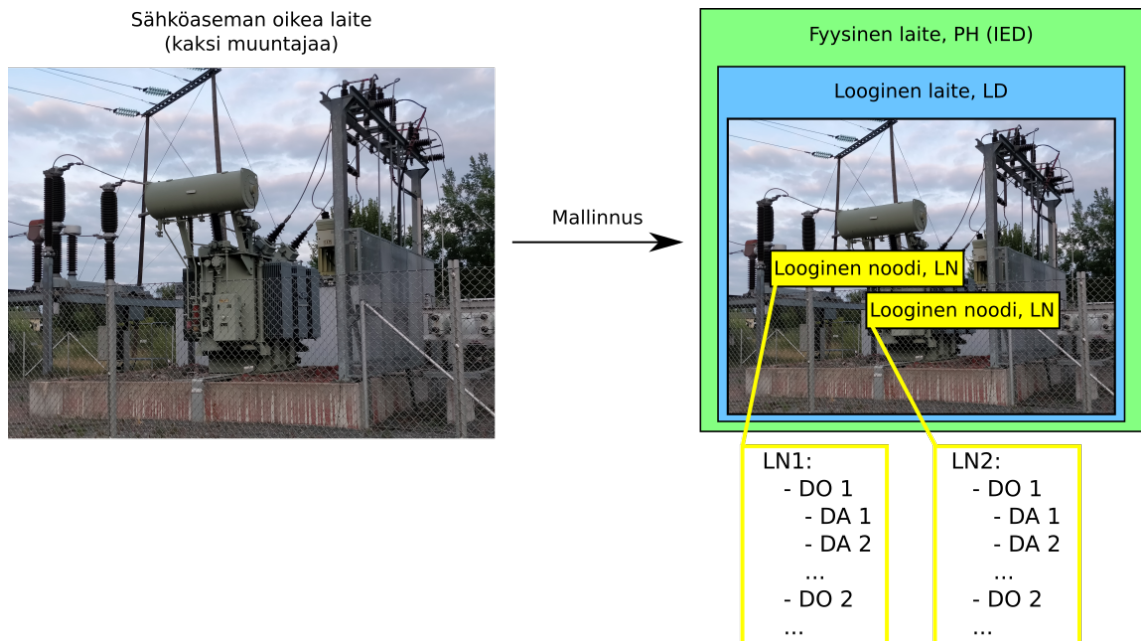 Sähköaseman oikea laite
(kaksi muuntajaa)
Mallinnus
Fyysinen laite, PH (IED)
Looginen laite, LD
Looginen noodi, LN
Looginen noodi, LN
LN1:
- DO 1
- DA 1
- DA 2
...
- DO 2
...
LN2:
- DO 1
- DA 1
- DA 2
...
- DO 2
...